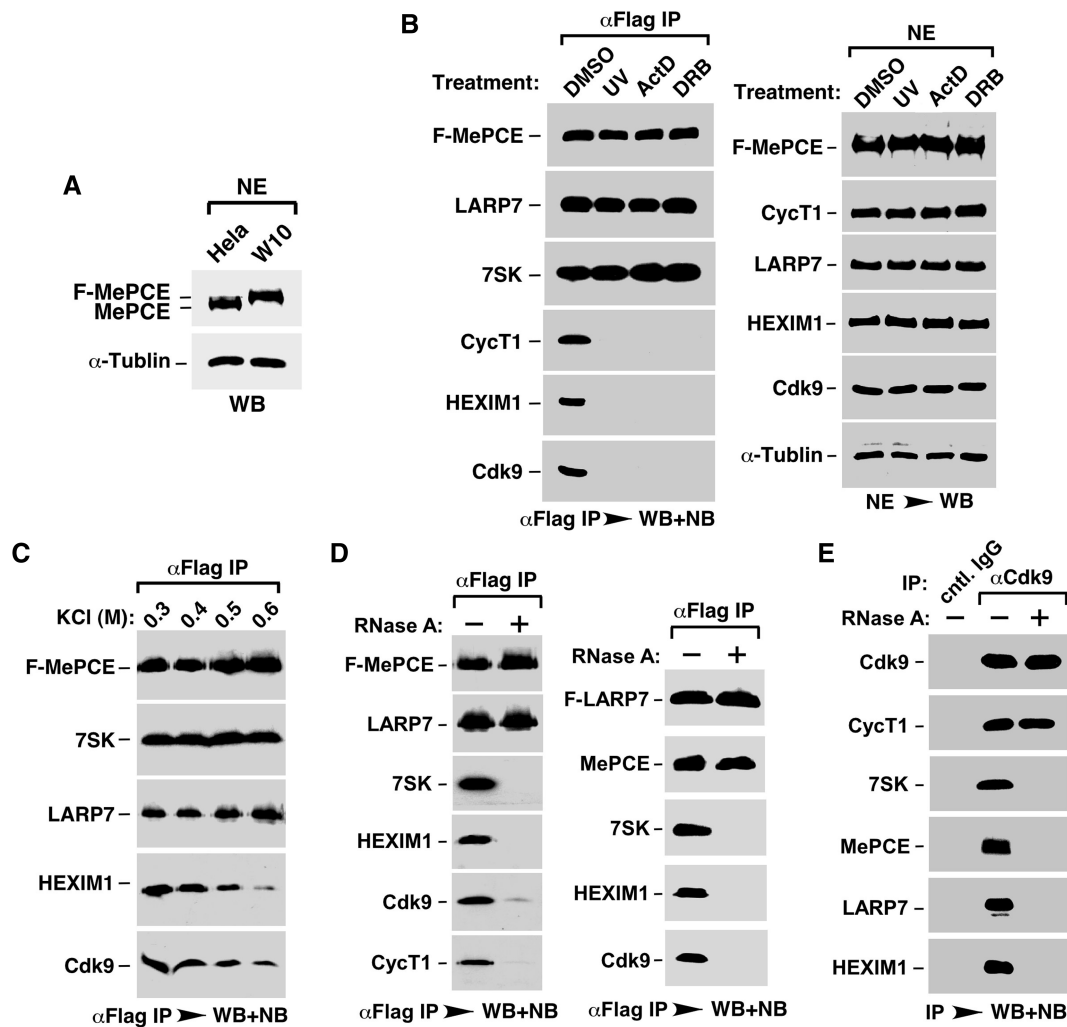 A
NE
Hela
W10
F-MePCE
MePCE
α-Tublin
WB
B
αFlag IP
Treatment:
DMSO
UV
ActD
DRB
F-MePCE
LARP7
7SK
CycT1
HEXIM1
Cdk9
αFlag IP ➤ WB+NB
NE
Treatment:
DMSO
UV
ActD
DRB
F-MePCE
CycT1
LARP7
HEXIM1
Cdk9
α-Tublin
NE ➤ WB
C
αFlag IP
KCl (M): 0.3 0.4 0.5 0.6
F-MePCE
7SK
LARP7
HEXIM1
Cdk9
αFlag IP ➤ WB+NB
D
αFlag IP
RNase A: − +
F-MePCE
LARP7
7SK
HEXIM1
Cdk9
CycT1
αFlag IP ➤ WB+NB
αFlag IP
RNase A: − +
F-LARP7
MePCE
7SK
HEXIM1
Cdk9
αFlag IP ➤ WB+NB
E
IP: cntl. IgG αCdk9
RNase A: − − +
Cdk9
CycT1
7SK
MePCE
LARP7
HEXIM1
IP ➤ WB+NB